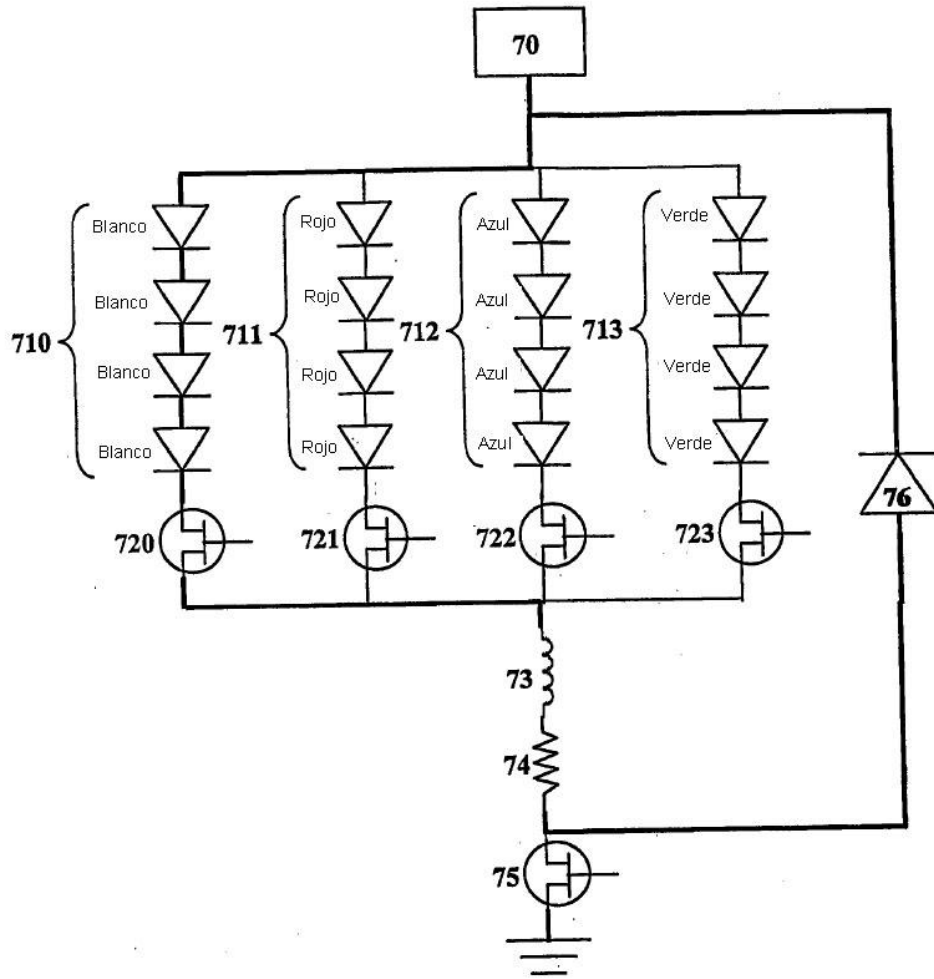 70
Blanco Rojo Azul Verde
Blanco Rojo Azul Verde
710 711 712 713
Blanco Rojo Azul Verde
Blanco Rojo Azul Verde
76
720 721 722 723
73
74
75